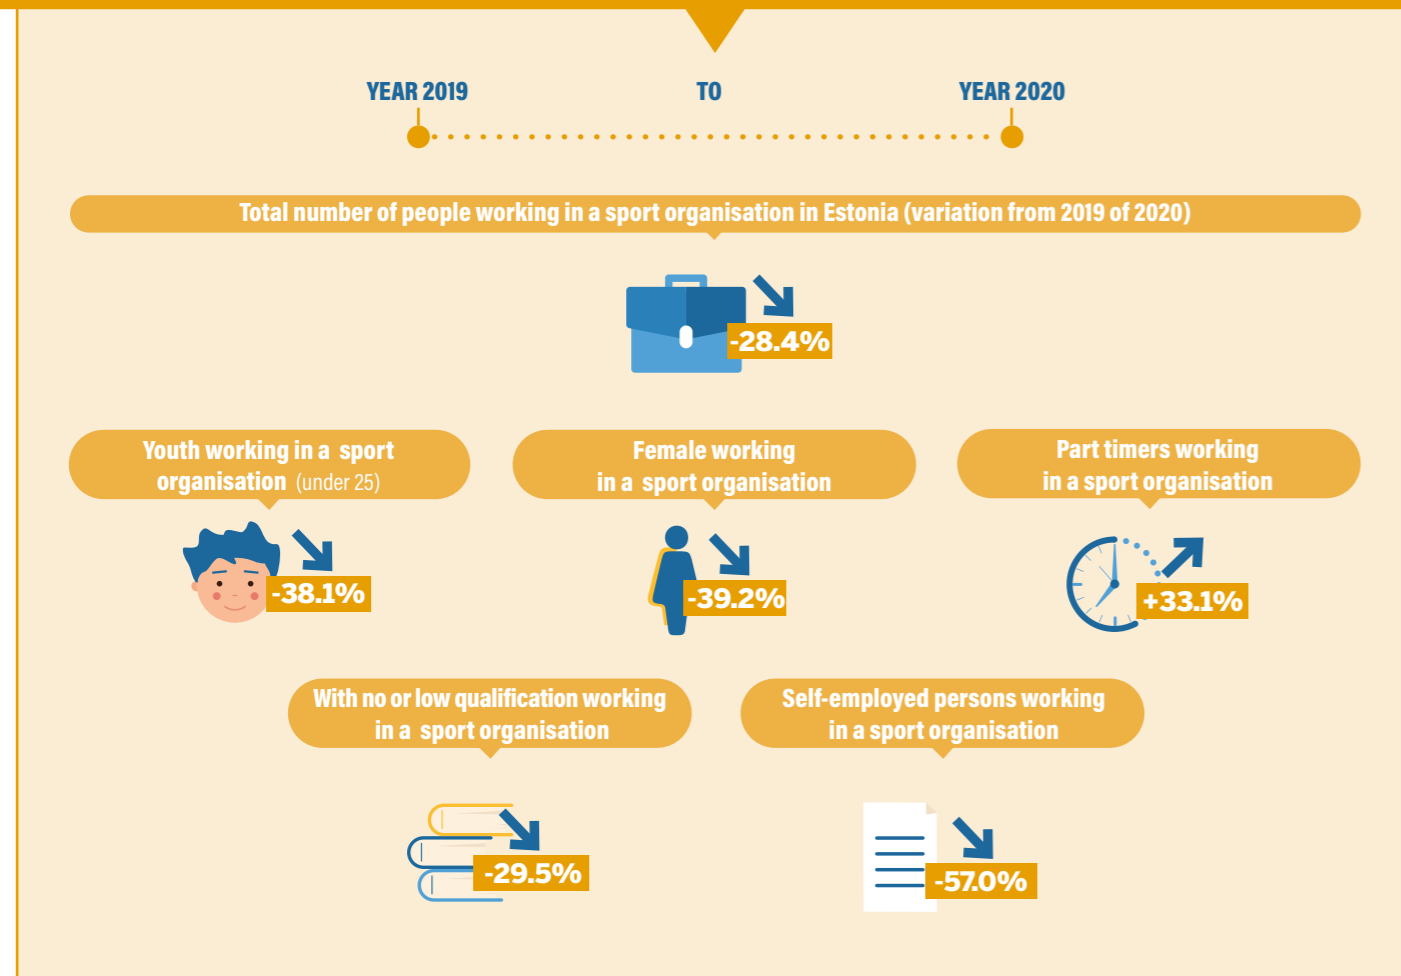 YEAR 2019 TO YEAR 2020
Total number of people working in a sport organisation in Estonia (variation from 2019 of 2020)
-28.4%
Youth working in a sport
organisation (under 25)
-38.1%
Female working
in a sport organisation
-39.2%
Part timers working
in a sport organisation
+33.1%
With no or low qualification working
in a sport organisation
-29.5%
Self-employed persons working
in a sport organisation
-57.0%